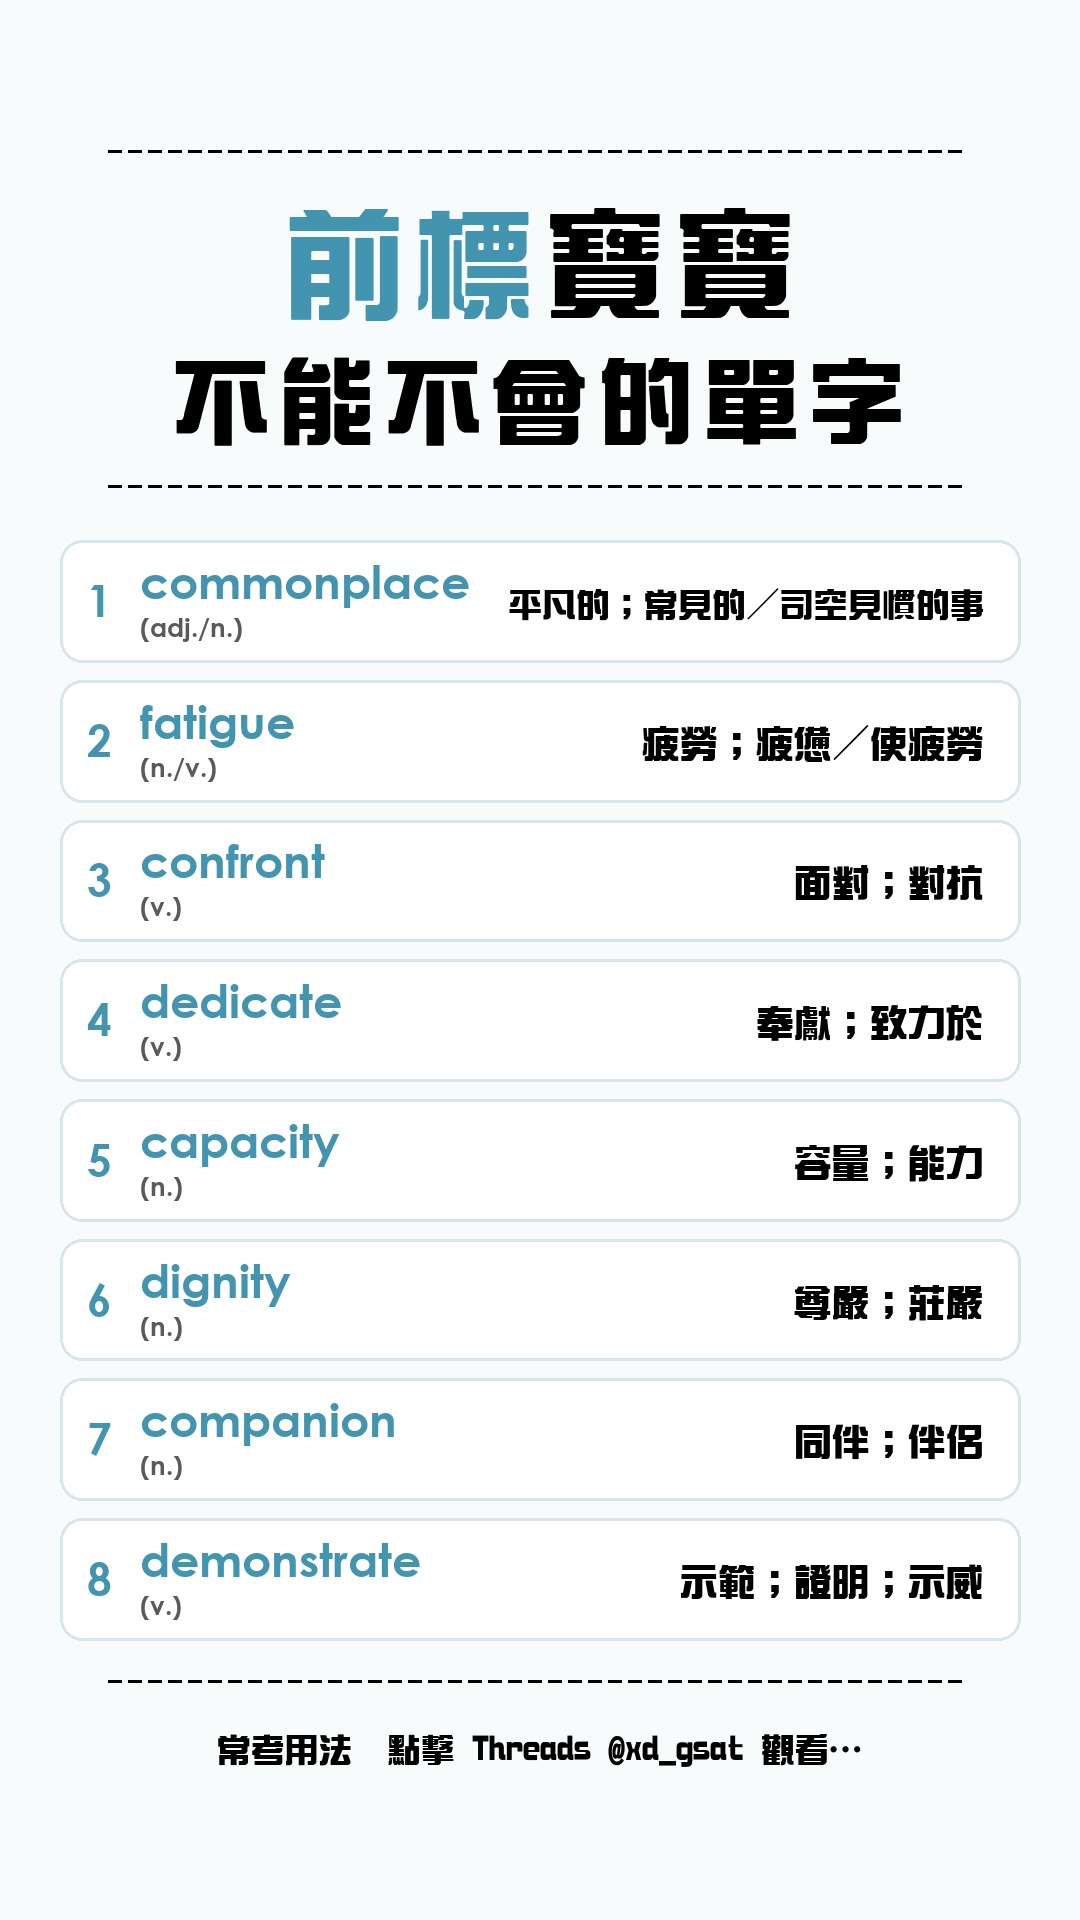 前標寶寶
不能不會的單字
1 commonplace 平凡的；常見的／司空見慣的事
(adj./n.)
2 fatigue 疲勞；疲憊／使疲勞
(n./v.)
3 confront 面對；對抗
(v.)
4 dedicate 奉獻；致力於
(v.)
5 capacity 容量；能力
(n.)
6 dignity 尊嚴；莊嚴
(n.)
7 companion 同伴；伴侶
(n.)
8 demonstrate 示範；證明；示威
(v.)
常考用法　點擊 Threads @xd_gsat 觀看…